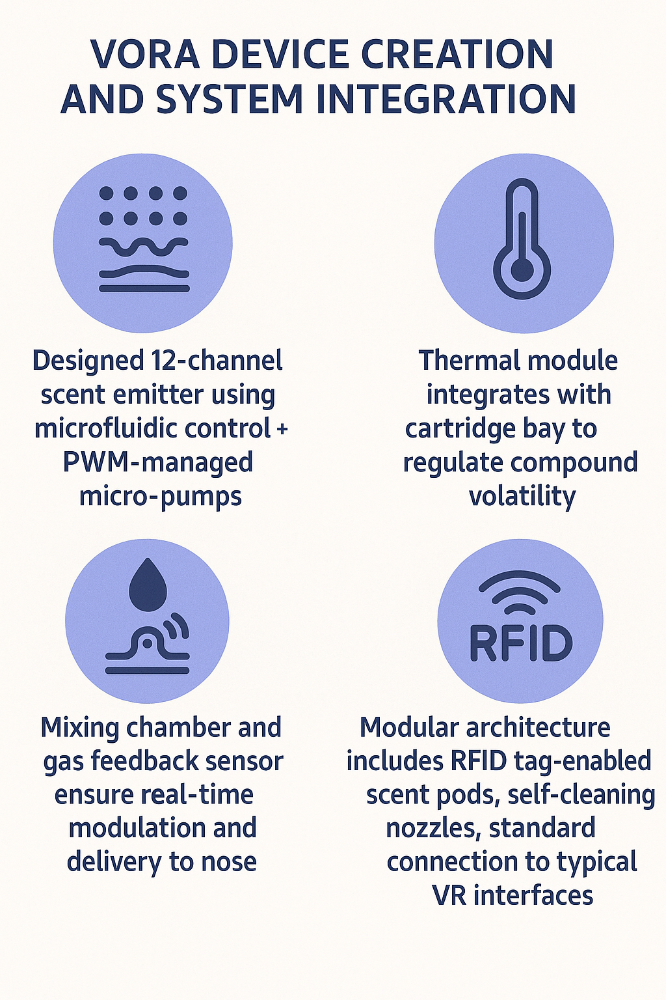 VORA DEVICE CREATION
AND SYSTEM INTEGRATION
Designed 12-channel
scent emitter using
microfluidic control +
PWM-managed
micro-pumps
Thermal module
integrates with
cartridge bay to
regulate compound
volatility
Mixing chamber and
gas feedback sensor
ensure real-time
modulation and
delivery to nose
RFID
Modular architecture
includes RFID tag-enabled
scent pods, self-cleaning
nozzles, standard
connection to typical
VR interfaces